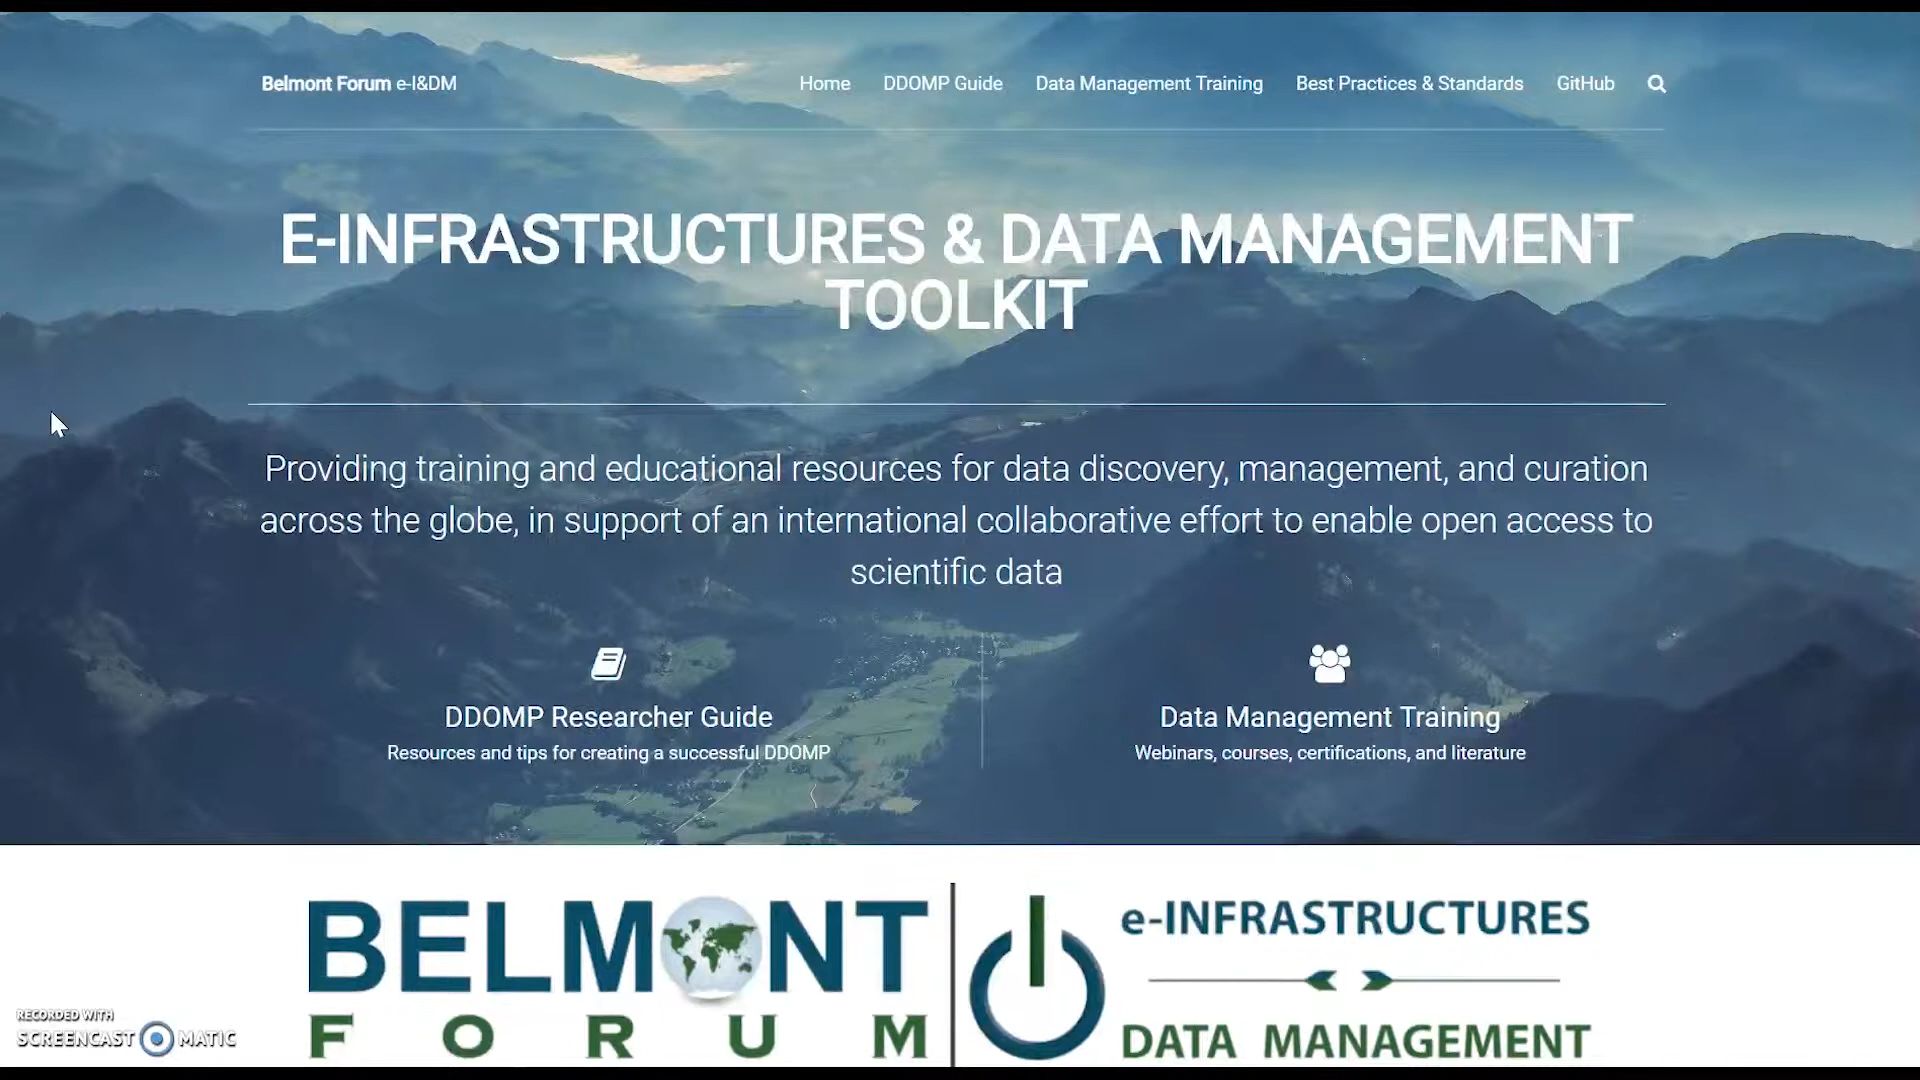 Belmont Forum e-I&DM
Home DDOMP Guide Data Management Training Best Practices & Standards GitHub
E-INFRASTRUCTURES & DATA MANAGEMENT
TOOLKIT
Providing training and educational resources for data discovery, management, and curation
across the globe, in support of an international collaborative effort to enable open access to
scientific data
DDOMP Researcher Guide
Resources and tips for creating a successful DDOMP
Data Management Training
Webinars, courses, certifications, and literature
BELMONT
FORUM
e-INFRASTRUCTURES
DATA MANAGEMENT
RECORDED WITH
SCREENCAST MATIC